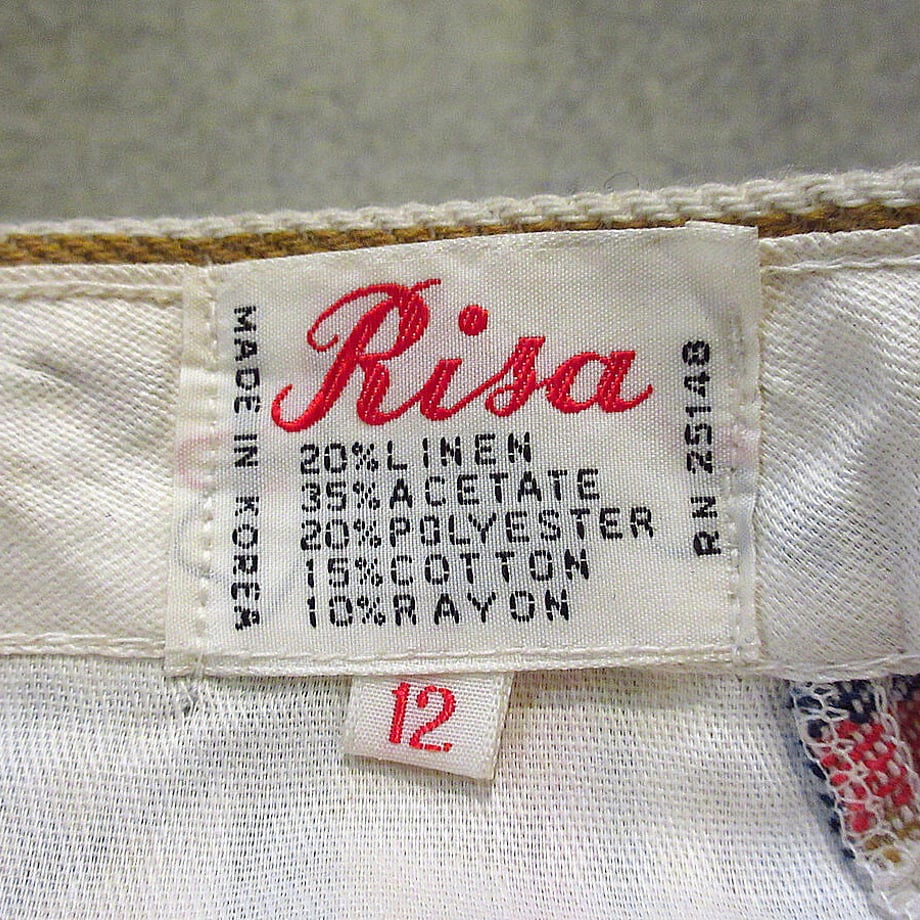 Risa
MADE IN KOREA
20% LINEN
35% ACETATE
20% POLYESTER
15% COTTON
10% RAYON
RN 25148
12